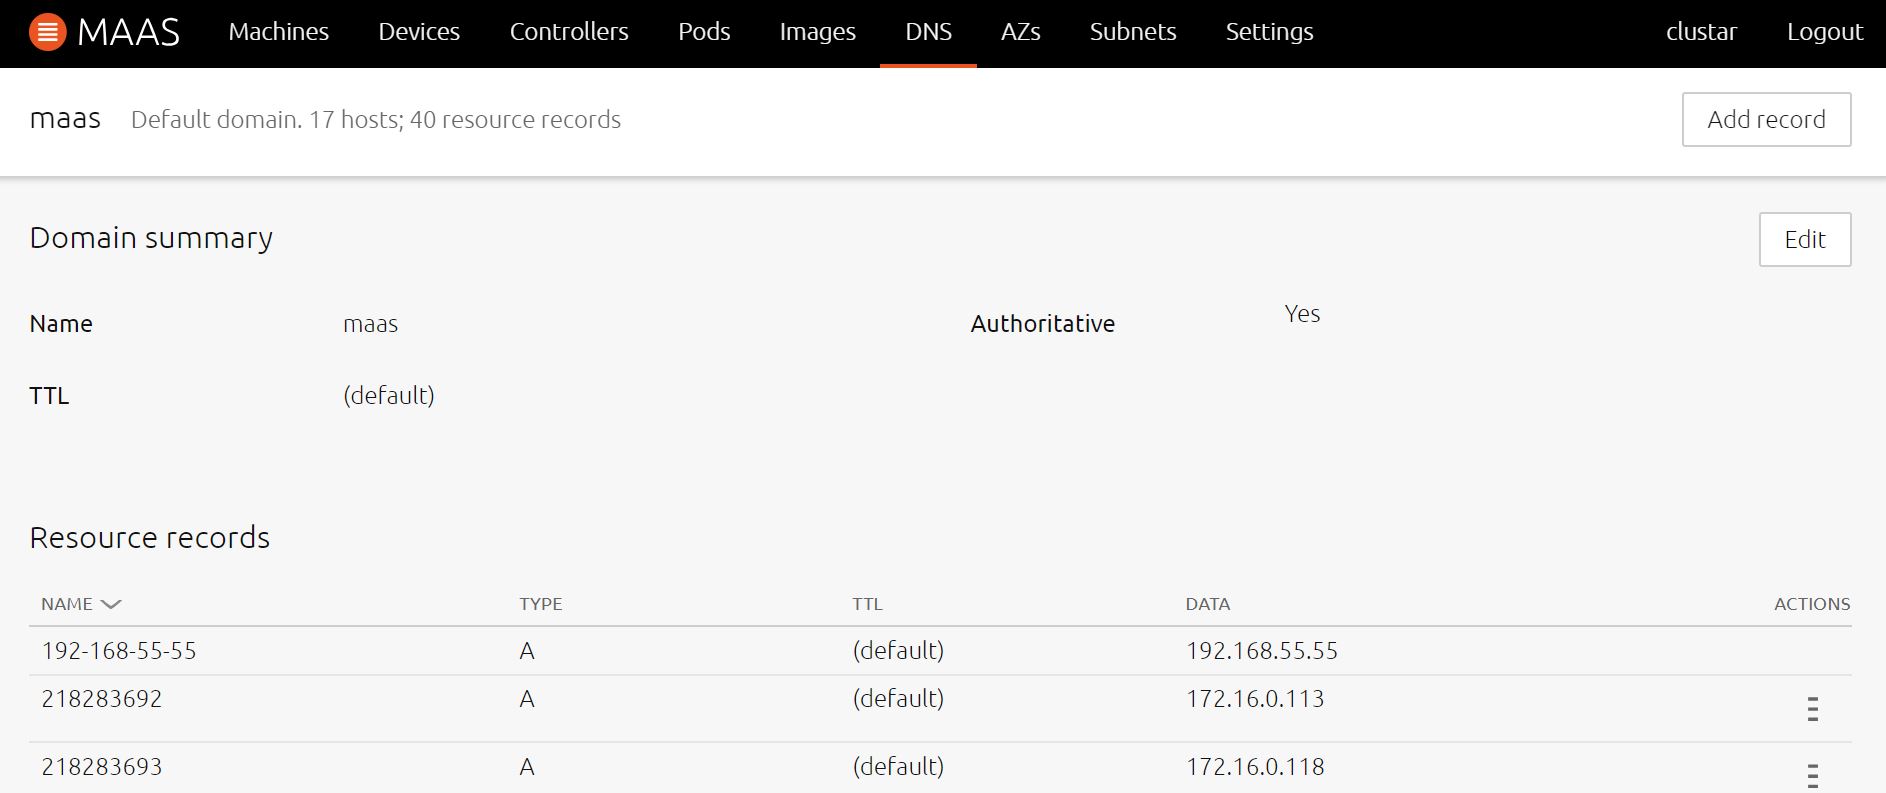 MAAS Machines Devices Controllers Pods Images DNS AZs Subnets Settings clustar Logout
maas Default domain. 17 hosts; 40 resource records Add record
Domain summary Edit
Name maas Authoritative Yes
TTL (default)
Resource records
NAME TYPE TTL DATA ACTIONS
192-168-55-55 A (default) 192.168.55.55
218283692 A (default) 172.16.0.113
218283693 A (default) 172.16.0.118